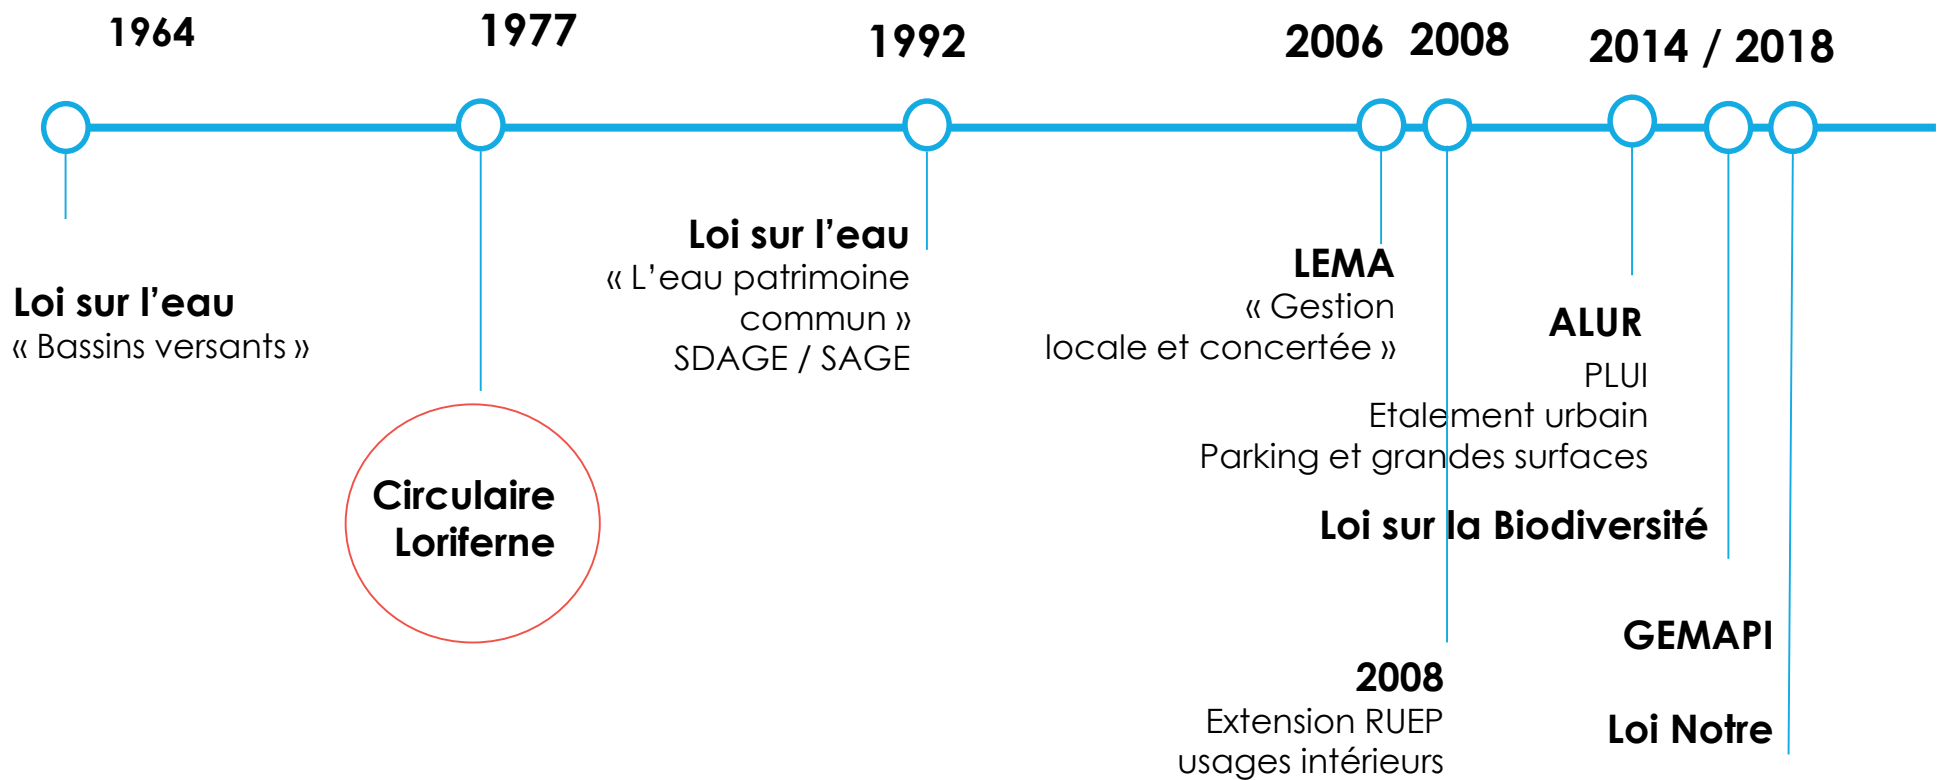 1964
1977
1992
2006
2008
2014 / 2018
Loi sur l’eau
« Bassins versants »
Circulaire
Loriferne
Loi sur l’eau
« L’eau patrimoine
commun »
SDAGE / SAGE
LEMA
« Gestion
locale et concertée »
2008
Extension RUEP
usages intérieurs
ALUR
PLUI
Etalement urbain
Parking et grandes surfaces
Loi sur la Biodiversité
GEMAPI
Loi Notre